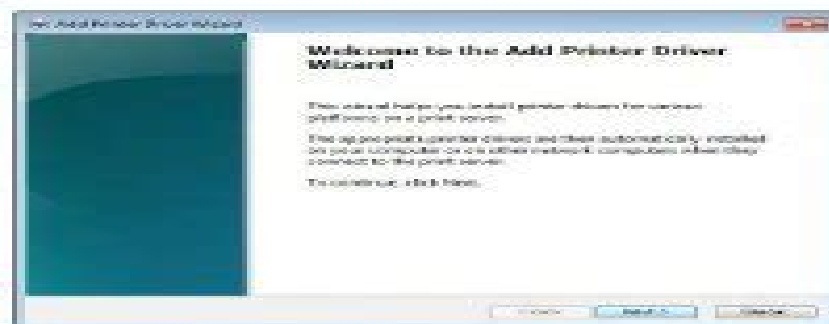 Add Printer Driver Wizard
Welcome to the Add Printer Driver
Wizard
This wizard helps you install printer drivers for various
platforms on a print server.
The appropriate printer drivers are then automatically installed
on your computer or on other network computers when they
connect to the print server.
To continue, click Next.
< Back Next > Cancel